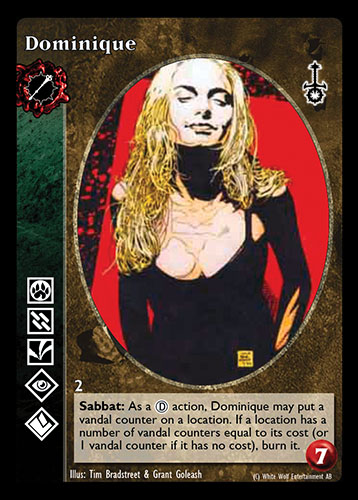 Dominique
2
Sabbat: As a Ⓓ action, Dominique may put a
vandal counter on a location. If a location has a
number of vandal counters equal to its cost (or
1 vandal counter if it has no cost), burn it.
7
Illus: Tim Bradstreet & Grant Goleash
(C) White Wolf Entertainment AB